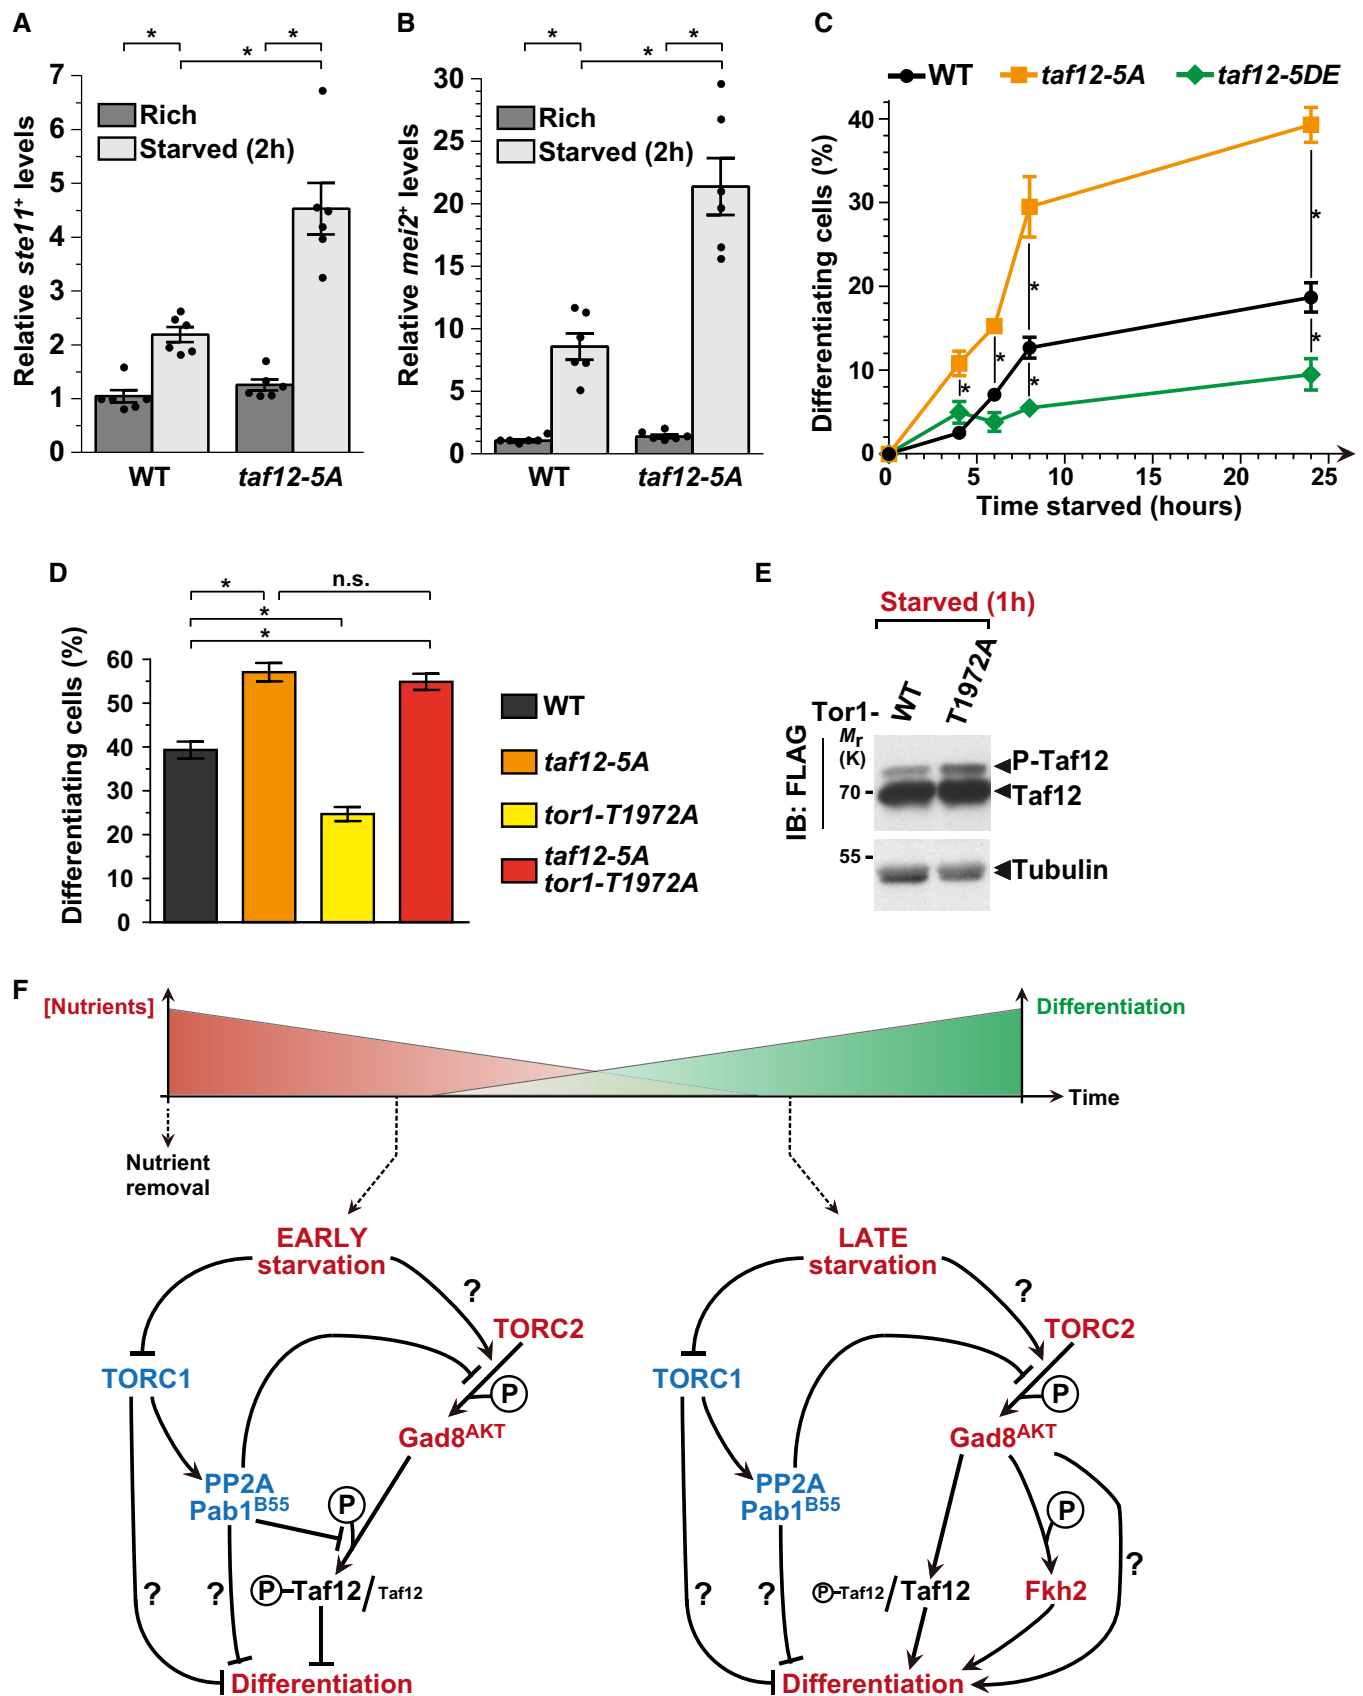 A
Relative ste11+ levels
7
6
5
4
3
2
1
0
Rich
Starved (2h)
* * *
WT
taf12-5A
B
Relative mei2+ levels
30
25
20
15
10
5
0
Rich
Starved (2h)
* * *
WT
taf12-5A
C
WT
taf12-5A
taf12-5DE
Differentiating cells (%)
40
30
20
10
0
* * * * * *
0 5 10 15 20 25
Time starved (hours)
D
* n.s.
*
*
Differentiating cells (%)
60
50
40
30
20
10
0
WT
taf12-5A
tor1-T1972A
taf12-5A
tor1-T1972A
E
Starved (1h)
Tor1- WT T1972A
IB: FLAG
Mr
(K)
70
55
P-Taf12
Taf12
Tubulin
F
[Nutrients]
Differentiation
Time
Nutrient
removal
EARLY
starvation
?
TORC2
TORC1
P
Gad8AKT
PP2A
Pab1B55
P
P-Taf12/Taf12
? ?
Differentiation
LATE
starvation
?
TORC2
TORC1
P
Gad8AKT
PP2A
Pab1B55
P
P-Taf12/Taf12
Fkh2
?
? ?
Differentiation